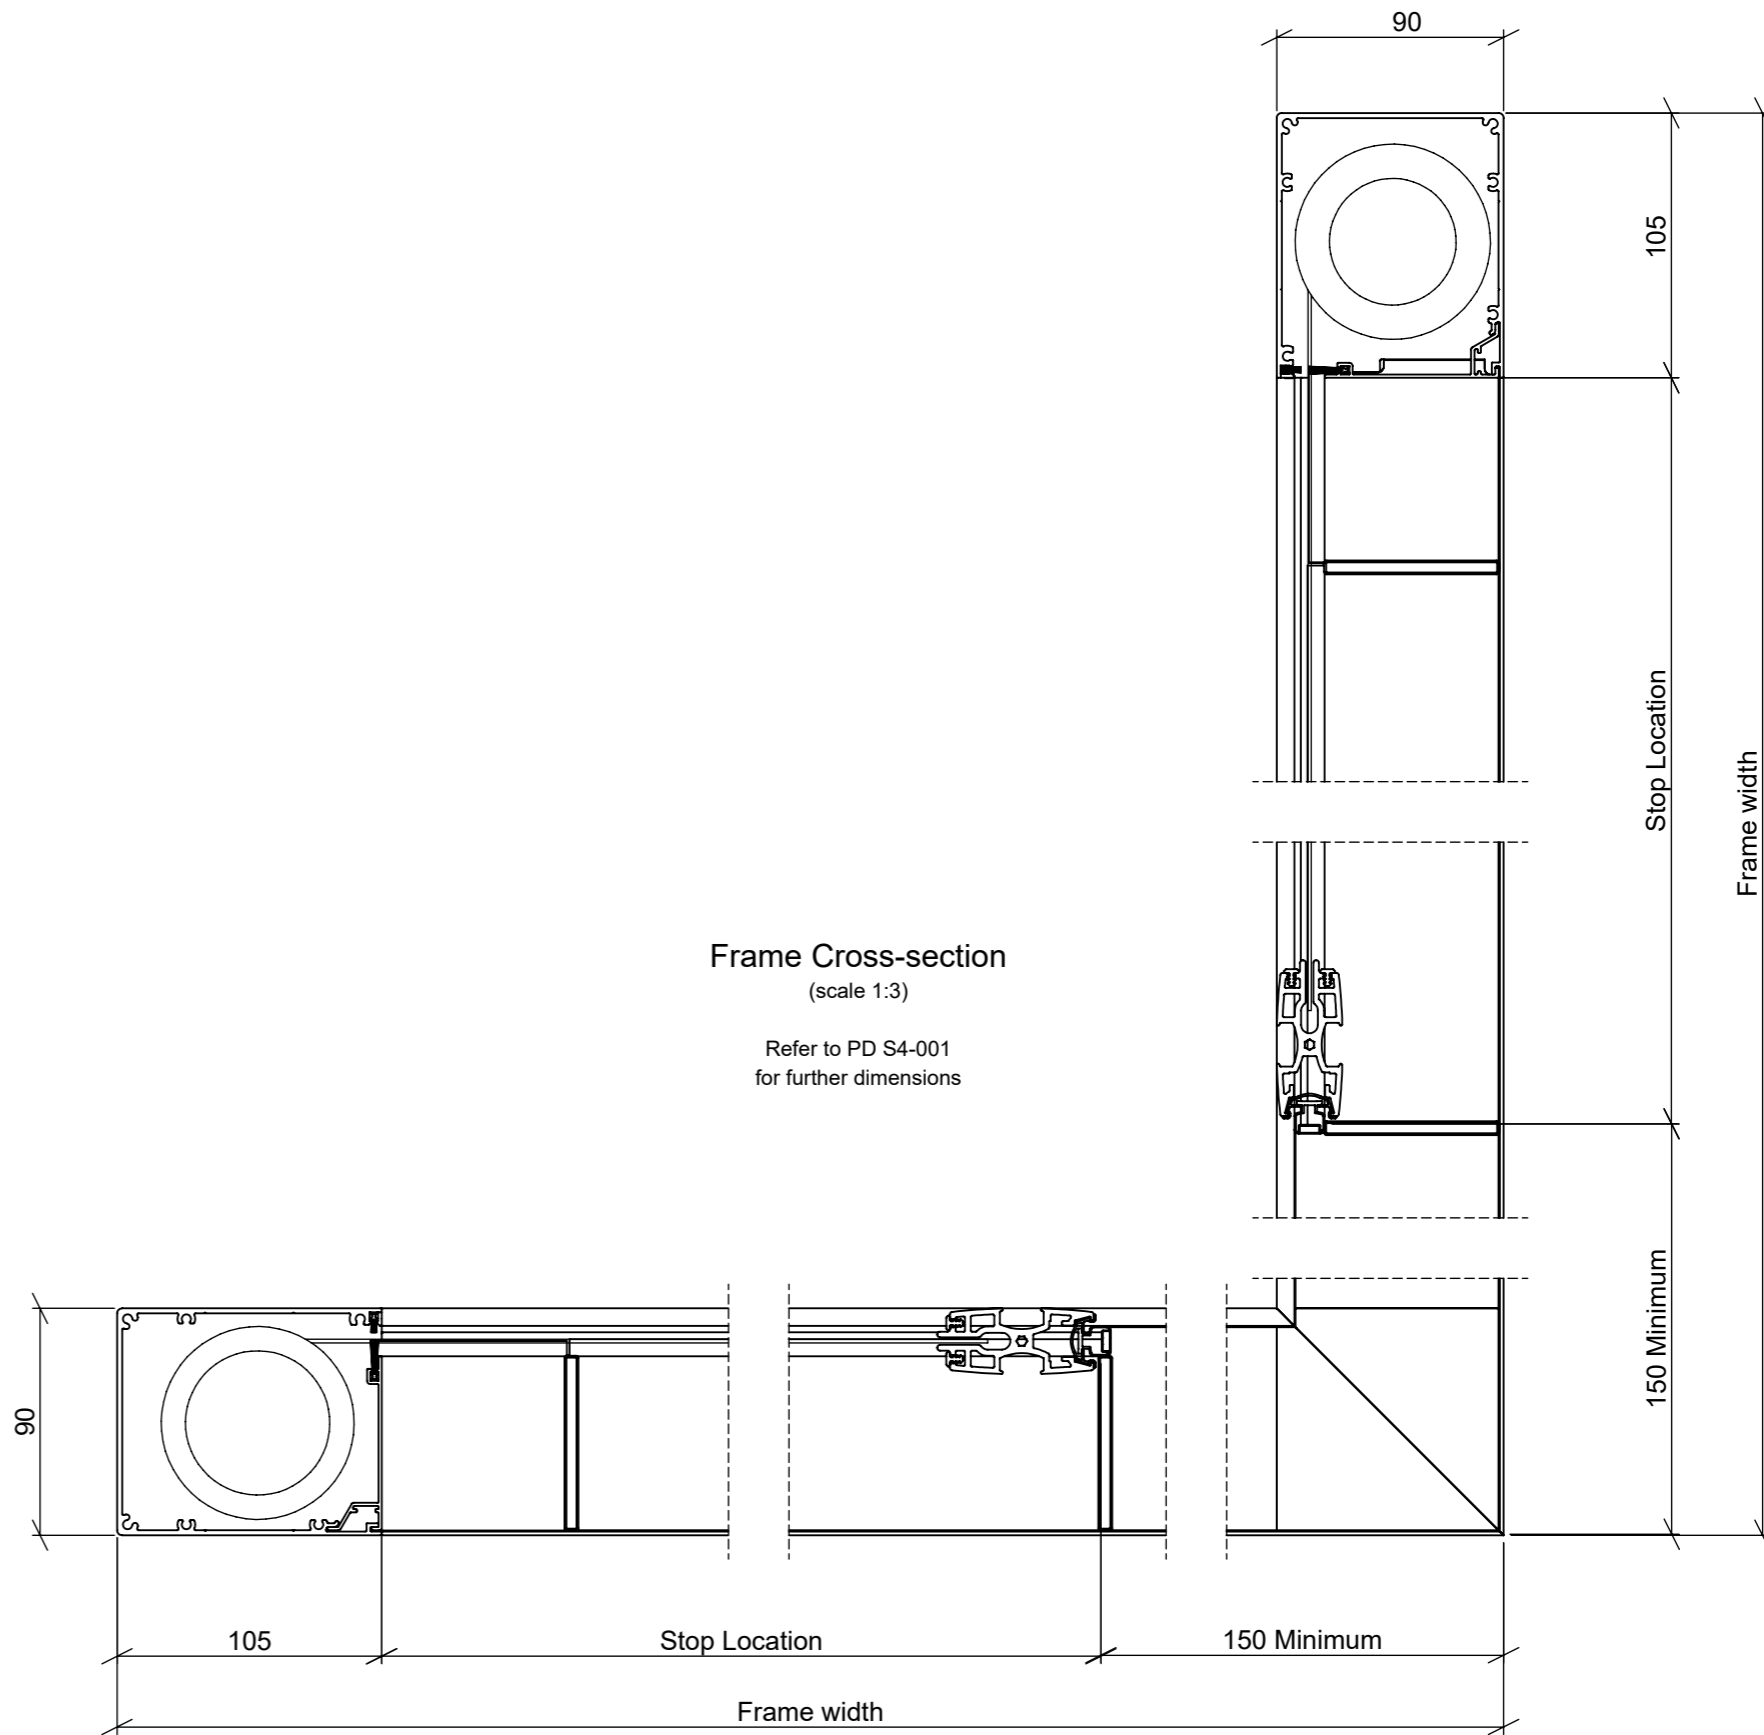 90
105
Stop Location
Frame width
Frame Cross-section
(scale 1:3)
Refer to PD S4-001
for further dimensions
150 Minimum
90
105
Stop Location
150 Minimum
Frame width